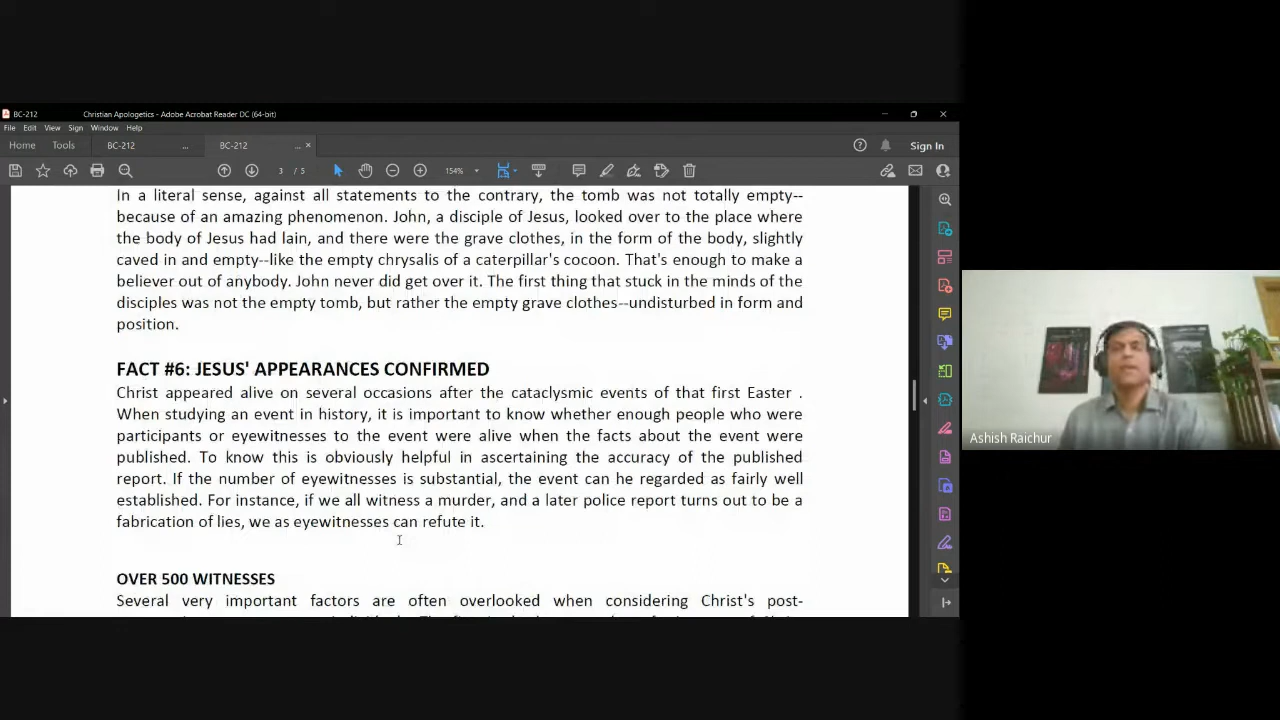 BC-212 Christian Apologetics - Adobe Acrobat Reader DC (64-bit)
File Edit View Sign Window Help
Home Tools BC-212 ... BC-212 ... × Sign In
3 / 5 154%
In a literal sense, against all statements to the contrary, the tomb was not totally empty--
because of an amazing phenomenon. John, a disciple of Jesus, looked over to the place where
the body of Jesus had lain, and there were the grave clothes, in the form of the body, slightly
caved in and empty--like the empty chrysalis of a caterpillar's cocoon. That's enough to make a
believer out of anybody. John never did get over it. The first thing that stuck in the minds of the
disciples was not the empty tomb, but rather the empty grave clothes--undisturbed in form and
position.
FACT #6: JESUS' APPEARANCES CONFIRMED
Christ appeared alive on several occasions after the cataclysmic events of that first Easter .
When studying an event in history, it is important to know whether enough people who were
participants or eyewitnesses to the event were alive when the facts about the event were
published. To know this is obviously helpful in ascertaining the accuracy of the published
report. If the number of eyewitnesses is substantial, the event can he regarded as fairly well
established. For instance, if we all witness a murder, and a later police report turns out to be a
fabrication of lies, we as eyewitnesses can refute it.
OVER 500 WITNESSES
Several very important factors are often overlooked when considering Christ's post-
Ashish Raichur